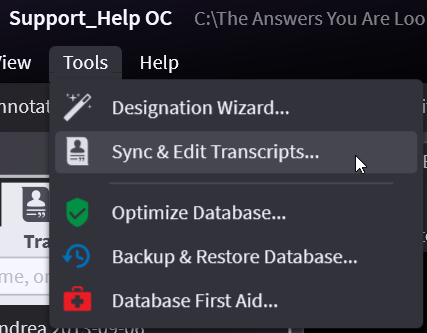 Support_Help OC C:\The Answers You Are Loo
View Tools Help
Designation Wizard...
Sync & Edit Transcripts...
Optimize Database...
Backup & Restore Database...
Database First Aid...